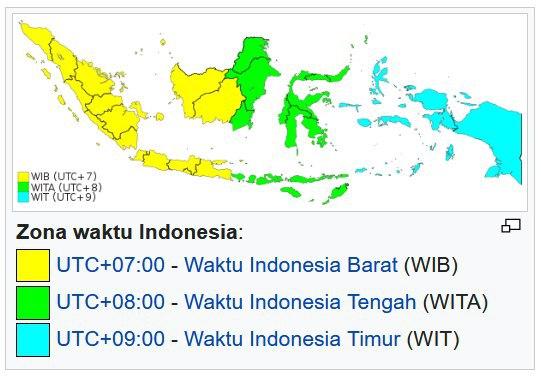 WIB (UTC+7)
WITA (UTC+8)
WIT (UTC+9)
Zona waktu Indonesia:
UTC+07:00 - Waktu Indonesia Barat (WIB)
UTC+08:00 - Waktu Indonesia Tengah (WITA)
UTC+09:00 - Waktu Indonesia Timur (WIT)